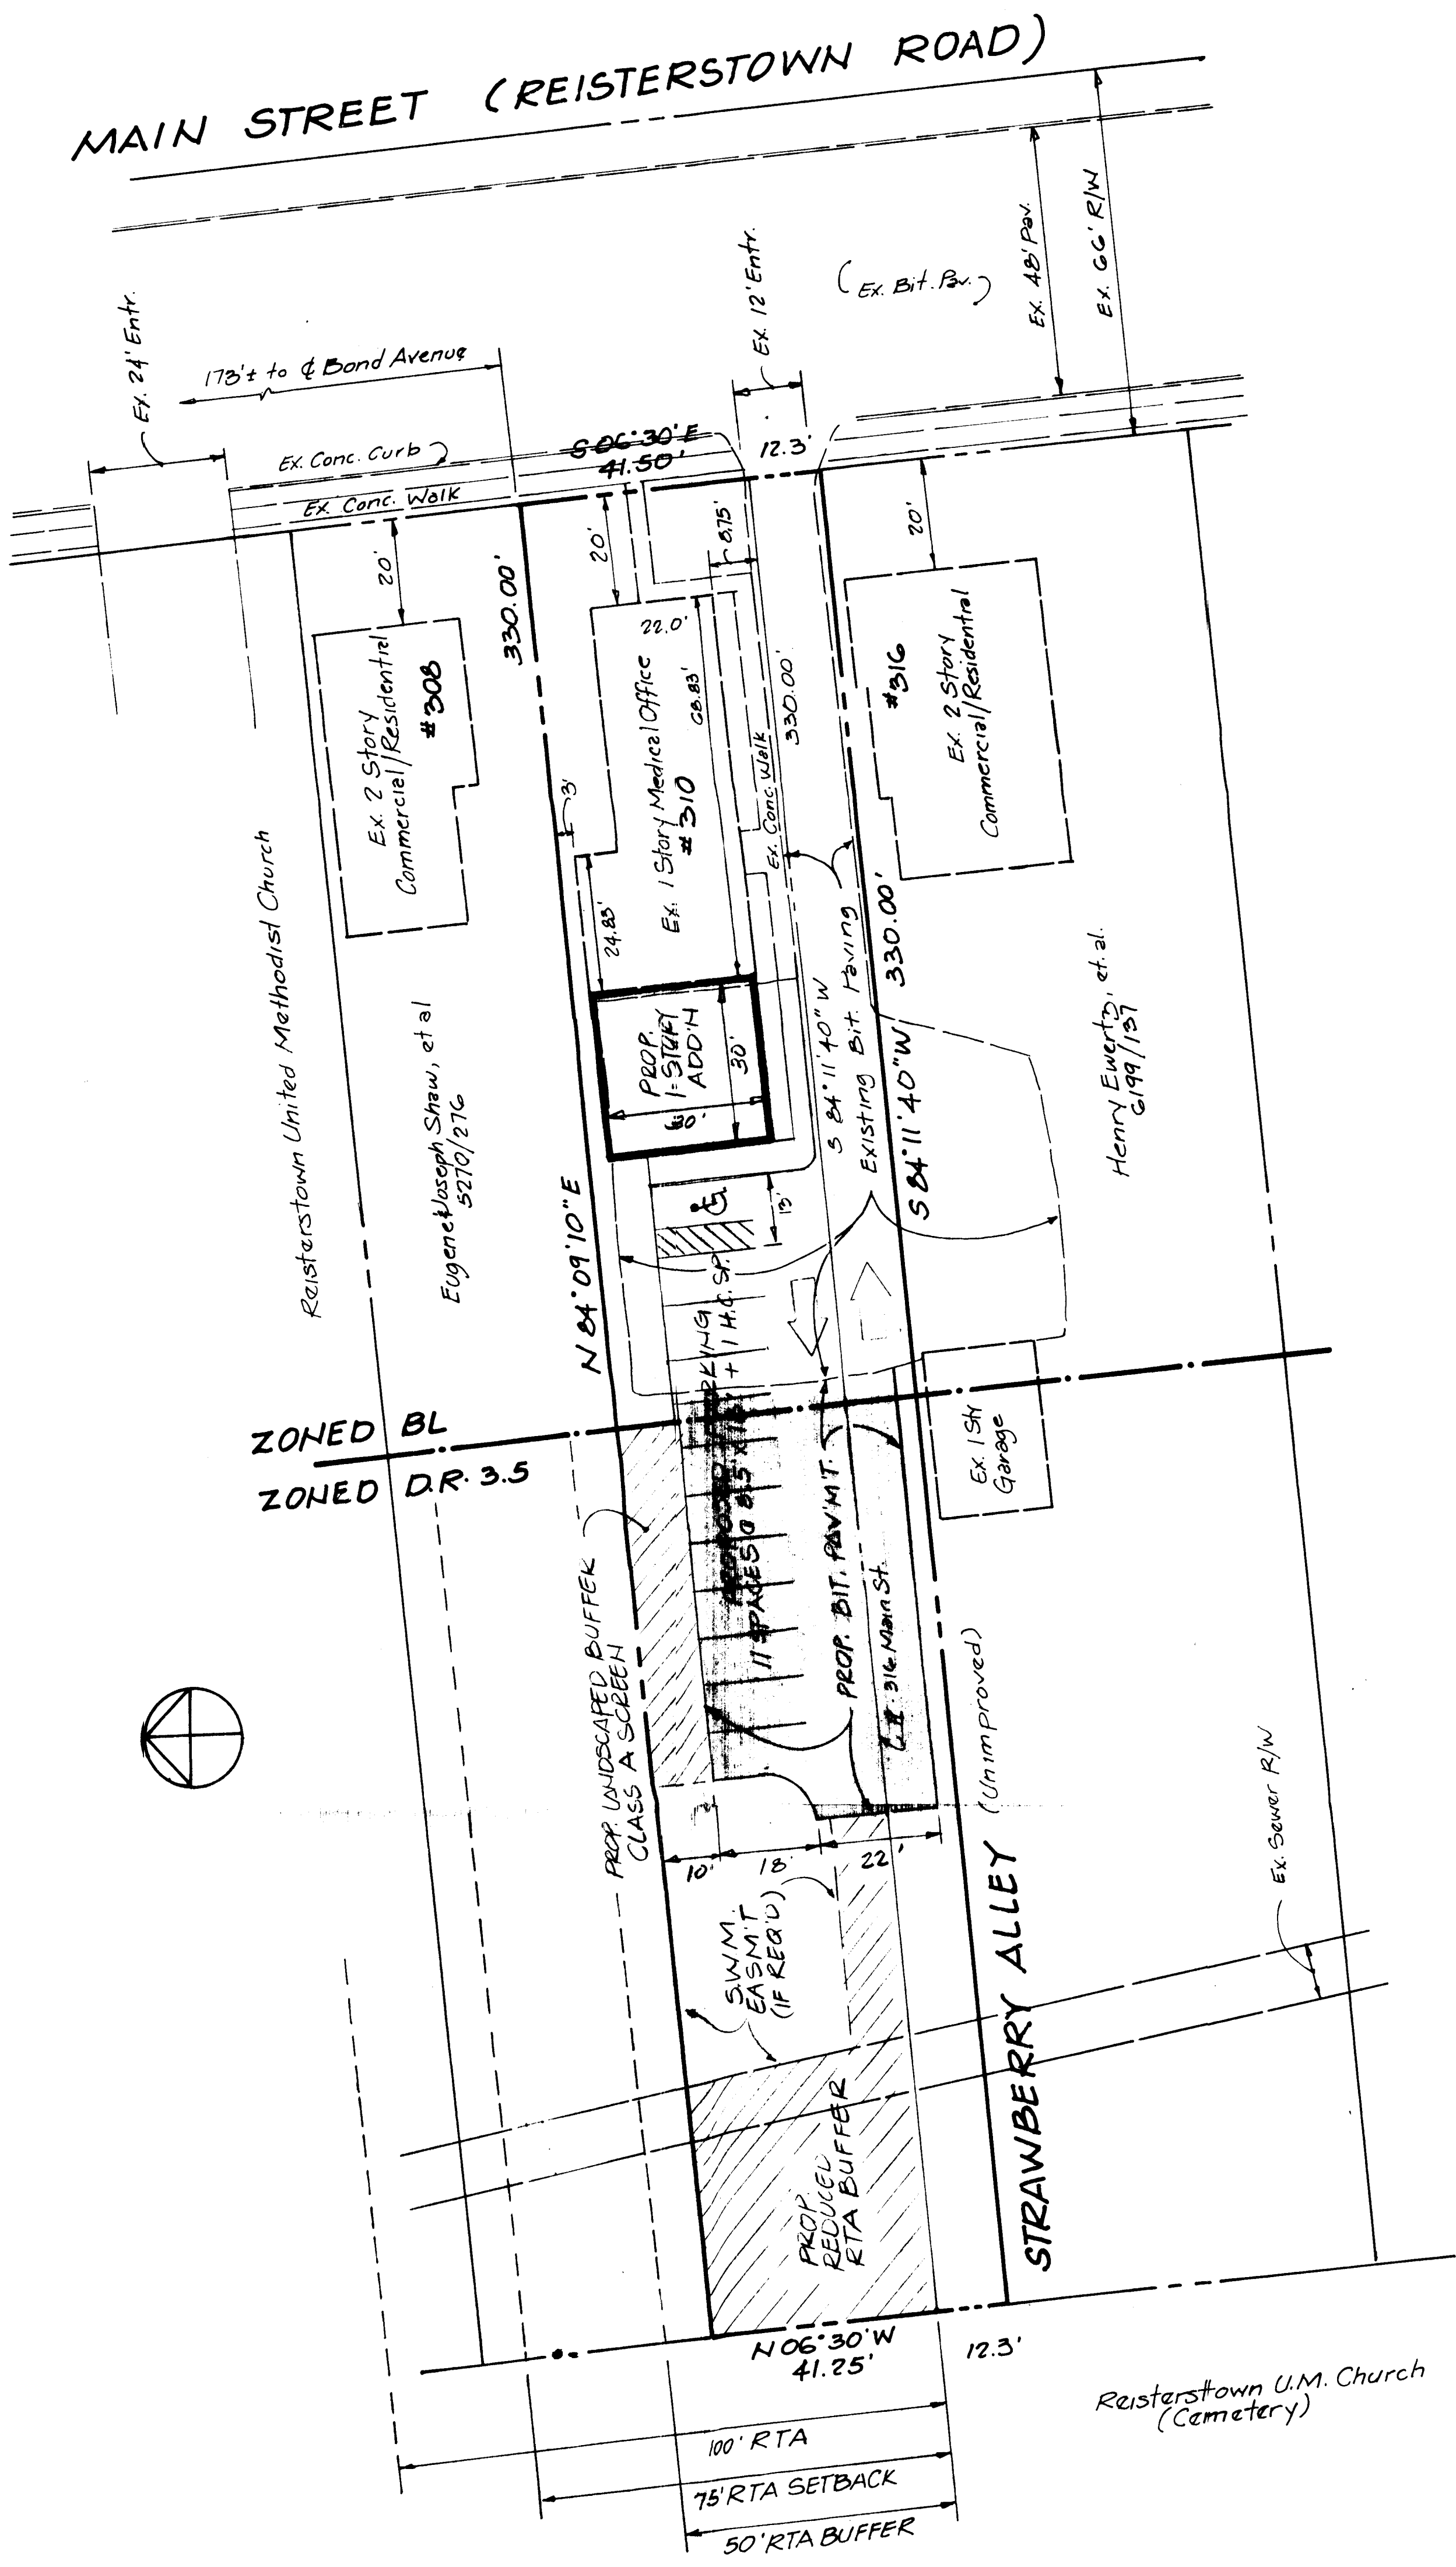 MAIN STREET (REISTERSTOWN ROAD)
Ex. 24' Entr.
173'± to ℄ Bond Avenue
Ex. 12' Entr.
(Ex. Bit. Pav.)
Ex. 48' Pav.
Ex. 66' R/W
Ex. Conc. Curb
Ex. Conc. Walk
S 06°30' E
41.50'
12.3'
20'
20'
20'
8.75'
330.00'
22.0'
68.83'
330.00'
Ex. 2 Story
Commercial/Residential
#308
Ex. 1 Story Medical Office
#310
Ex. Conc. Walk
#316
Ex. 2 Story
Commercial/Residential
3'
24.83'
Reisterstown United Methodist Church
Eugene Joseph Shaw, et al
5270/276
PROP.
1-STORY
ADD'N
30'
30'
S 84°11'40" W
Existing Bit. Paving
S 84°11'40"W 330.00'
Henry Ewertz, et. al.
6199/137
N 84°09'10"E
13'
PARKING
11 SPACES @ 8.5 x 18' + 1 H.C. SP.
ZONED BL
ZONED D.R. 3.5
Ex. 1 Sty
Garage
PROP. LANDSCAPED BUFFER
CLASS A SCREEN
PROP. BIT. PAV'M'T.
316 Main St.
10'
18'
22'
S.W.M.
EASM'T
(IF REQ'D)
STRAWBERRY ALLEY (Unimproved)
Ex. Sewer R/W
PROP.
REDUCED
RTA BUFFER
N 06°30' W
41.25'
12.3'
Reisterstown U.M. Church
(Cemetery)
100' RTA
75' RTA SETBACK
50' RTA BUFFER